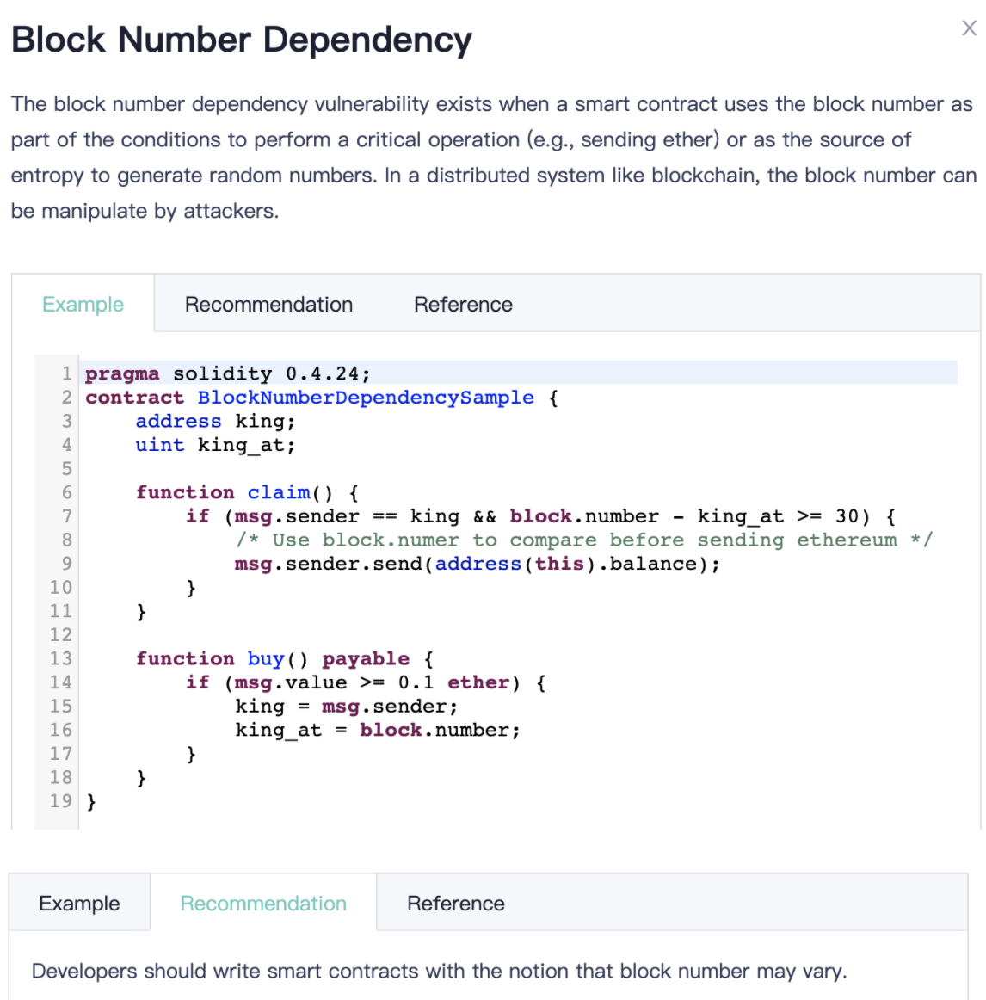 Block Number Dependency
X
The block number dependency vulnerability exists when a smart contract uses the block number as
part of the conditions to perform a critical operation (e.g., sending ether) or as the source of
entropy to generate random numbers. In a distributed system like blockchain, the block number can
be manipulate by attackers.
Example Recommendation Reference
1 pragma solidity 0.4.24;
2 contract BlockNumberDependencySample {
3     address king;
4     uint king_at;
5
6     function claim() {
7         if (msg.sender == king && block.number - king_at >= 30) {
8             /* Use block.numer to compare before sending ethereum */
9             msg.sender.send(address(this).balance);
10         }
11     }
12
13     function buy() payable {
14         if (msg.value >= 0.1 ether) {
15             king = msg.sender;
16             king_at = block.number;
17         }
18     }
19 }
Example Recommendation Reference
Developers should write smart contracts with the notion that block number may vary.